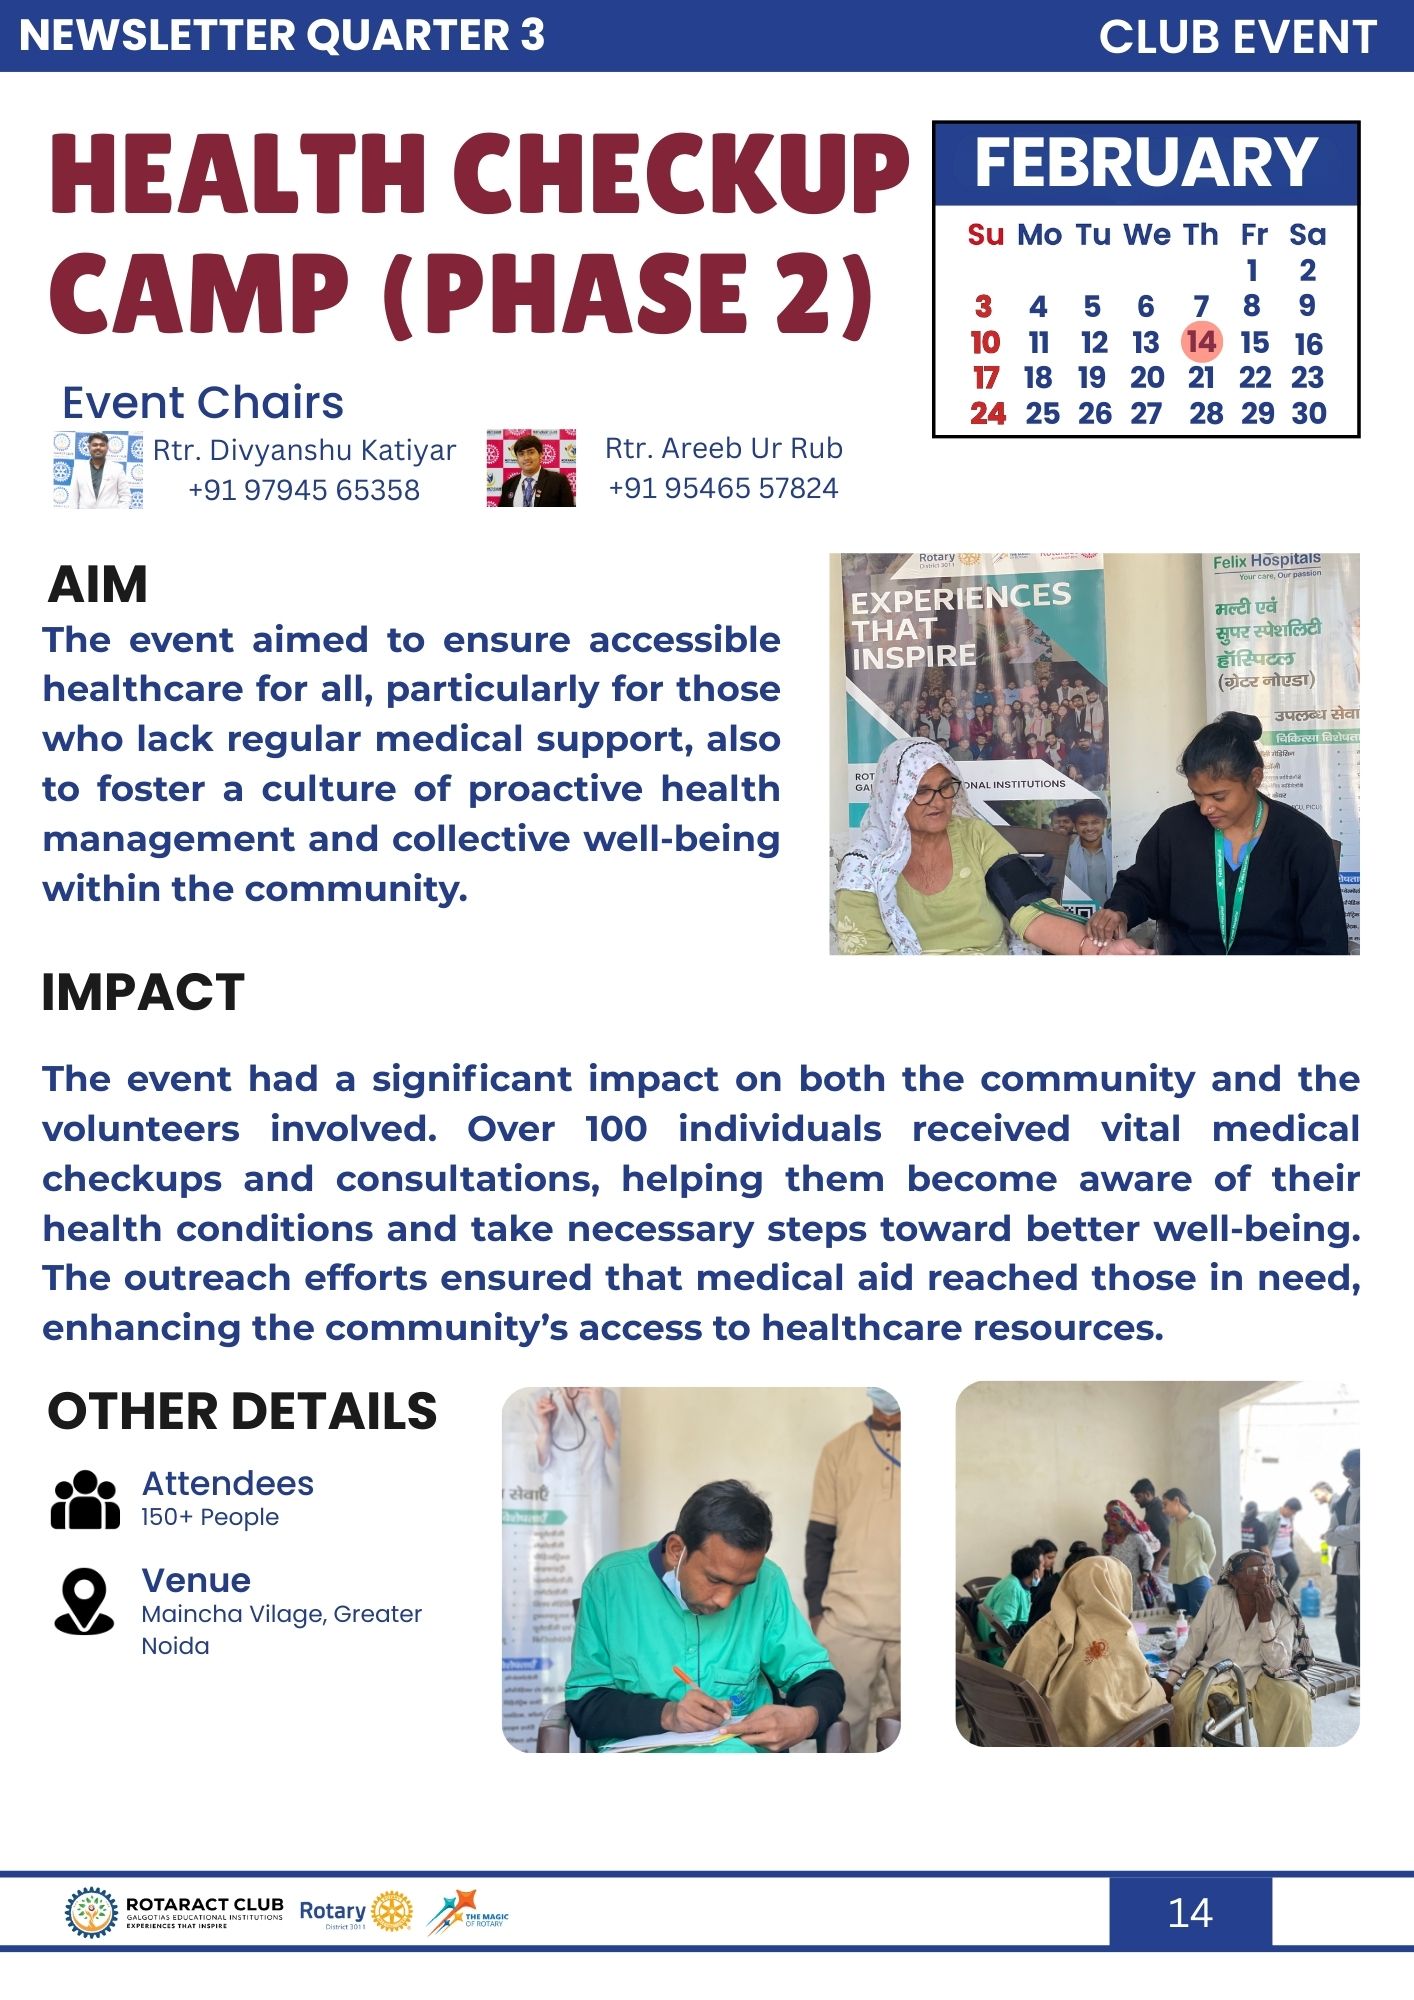 NEWSLETTER QUARTER 3
CLUB EVENT
HEALTH CHECKUP
CAMP (PHASE 2)
FEBRUARY
Su Mo Tu We Th Fr Sa
1 2
3 4 5 6 7 8 9
10 11 12 13 14 15 16
17 18 19 20 21 22 23
24 25 26 27 28 29 30
Event Chairs
Rtr. Divyanshu Katiyar
+91 97945 65358
Rtr. Areeb Ur Rub
+91 95465 57824
AIM
The event aimed to ensure accessible
healthcare for all, particularly for those
who lack regular medical support, also
to foster a culture of proactive health
management and collective well-being
within the community.
Rotary
District 3011
EXPERIENCES
THAT
INSPIRE
ROT
GA
ONAL INSTITUTIONS
Felix Hospitals
Your care, Our passion
मल्टी एवं
सुपर स्पेशलिटी
हॉस्पिटल
(ग्रेटर नोएडा)
उपलब्ध सेवा
चिकित्सा विशेषत
IMPACT
The event had a significant impact on both the community and the
volunteers involved. Over 100 individuals received vital medical
checkups and consultations, helping them become aware of their
health conditions and take necessary steps toward better well-being.
The outreach efforts ensured that medical aid reached those in need,
enhancing the community’s access to healthcare resources.
OTHER DETAILS
Attendees
150+ People
Venue
Maincha Vilage, Greater
Noida
सेवाएँ
ROTARACT CLUB
GALGOTIAS EDUCATIONAL INSTITUTIONS
EXPERIENCES THAT INSPIRE
Rotary
District 3011
THE MAGIC
OF ROTARY
14